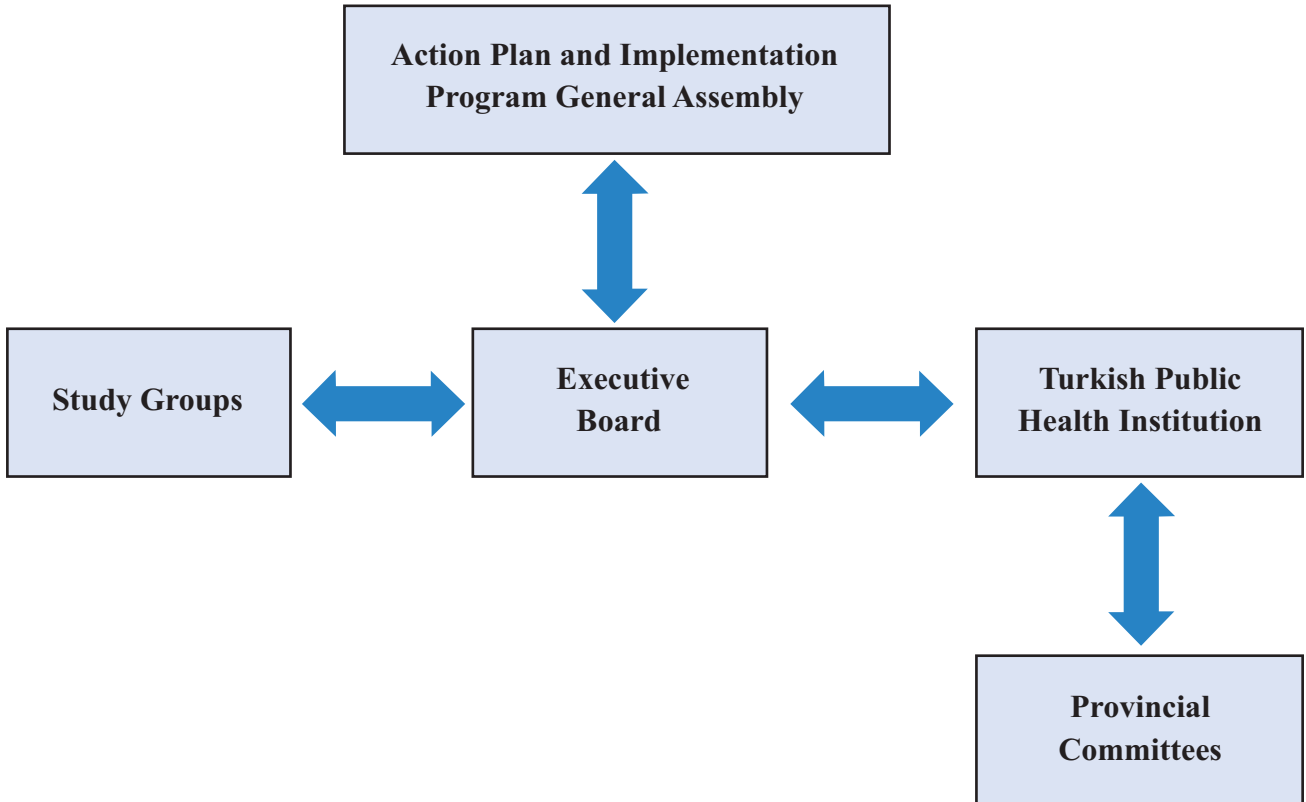 Action Plan and Implementation
Program General Assembly
Study Groups
Executive
Board
Turkish Public
Health Institution
Provincial
Committees